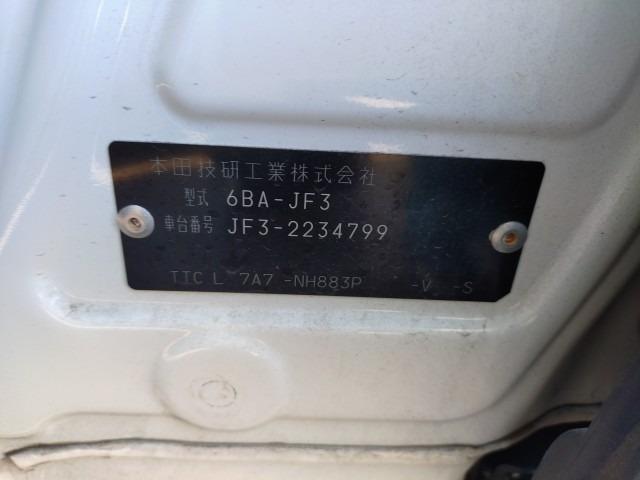 本田技研工業株式会社
型式 6BA-JF3
車台番号 JF3-2234799
TTC L 7A7 -NH883P -V -S